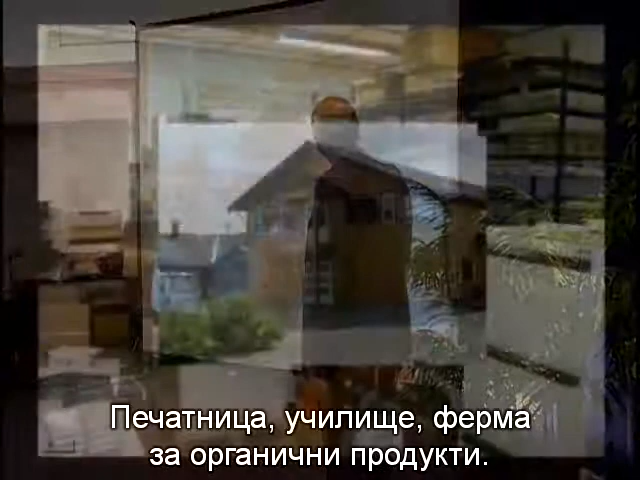 Печатница, училище, ферма
за органични продукти.